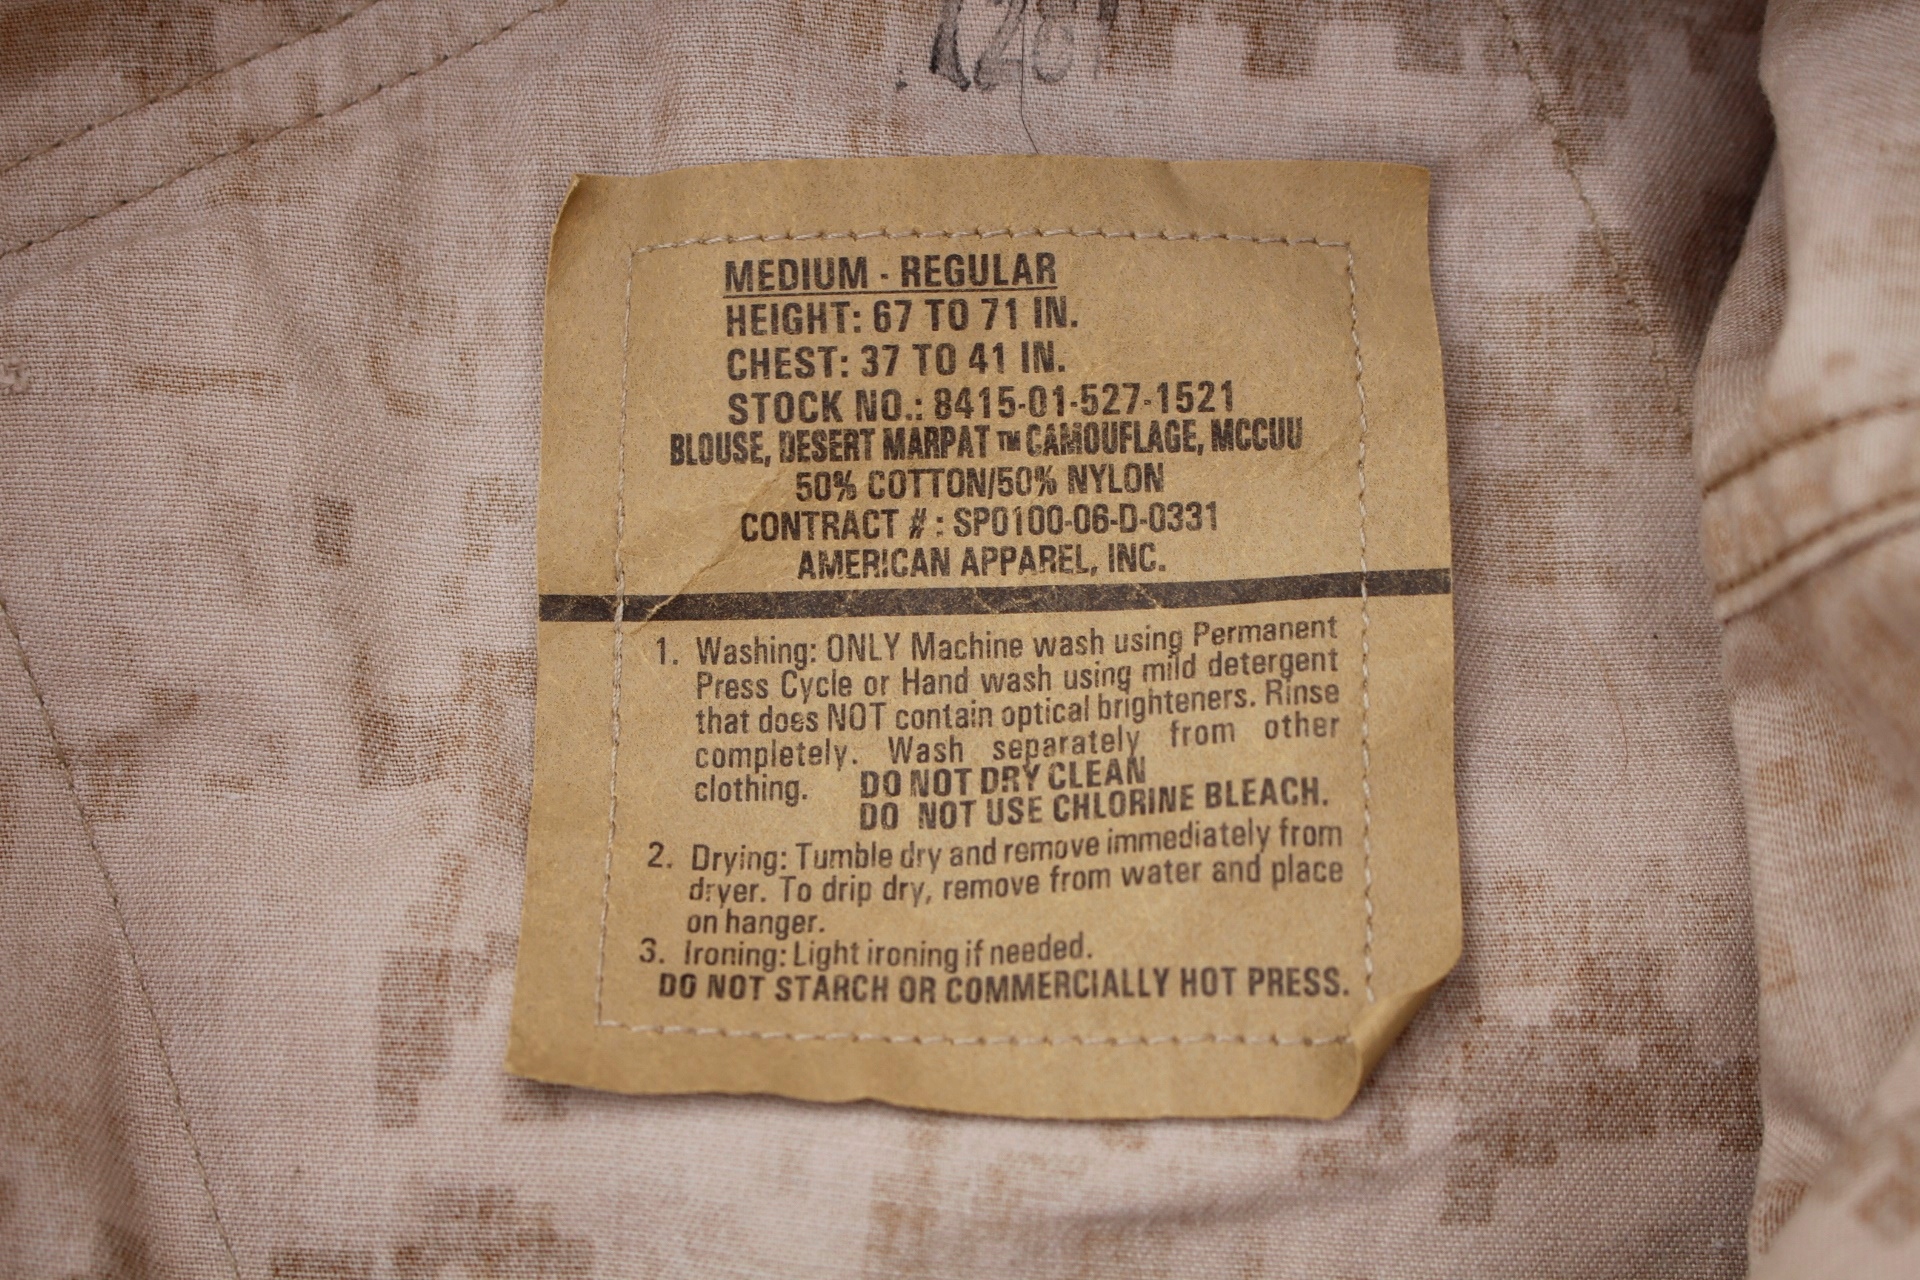 MEDIUM - REGULAR
HEIGHT: 67 TO 71 IN.
CHEST: 37 TO 41 IN.
STOCK NO.: 8415-01-527-1521
BLOUSE, DESERT MARPAT ™ CAMOUFLAGE, MCCUU
50% COTTON/50% NYLON
CONTRACT # : SP0100-06-D-0331
AMERICAN APPAREL, INC.
1. Washing: ONLY Machine wash using Permanent
Press Cycle or Hand wash using mild detergent
that does NOT contain optical brighteners. Rinse
completely. Wash separately from other
clothing. DO NOT DRY CLEAN
DO NOT USE CHLORINE BLEACH.
2. Drying: Tumble dry and remove immediately from
dryer. To drip dry, remove from water and place
on hanger.
3. Ironing: Light ironing if needed.
DO NOT STARCH OR COMMERCIALLY HOT PRESS.